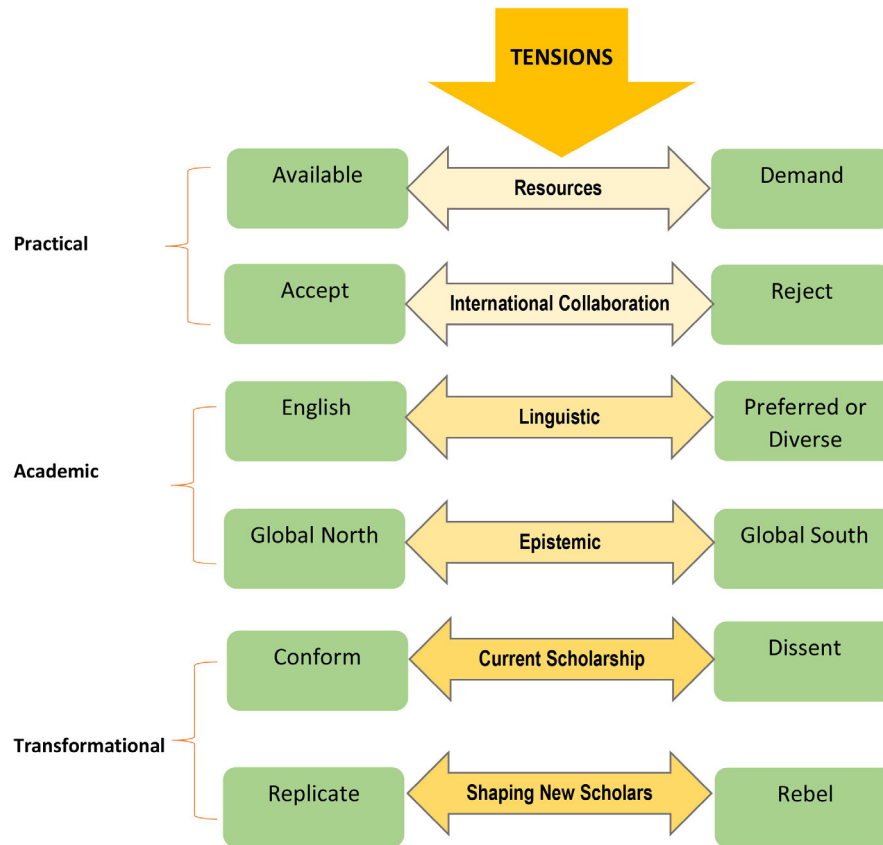 TENSIONS
Available
Resources
Demand
Practical
Accept
International Collaboration
Reject
English
Linguistic
Preferred or
Diverse
Academic
Global North
Epistemic
Global South
Conform
Current Scholarship
Dissent
Transformational
Replicate
Shaping New Scholars
Rebel